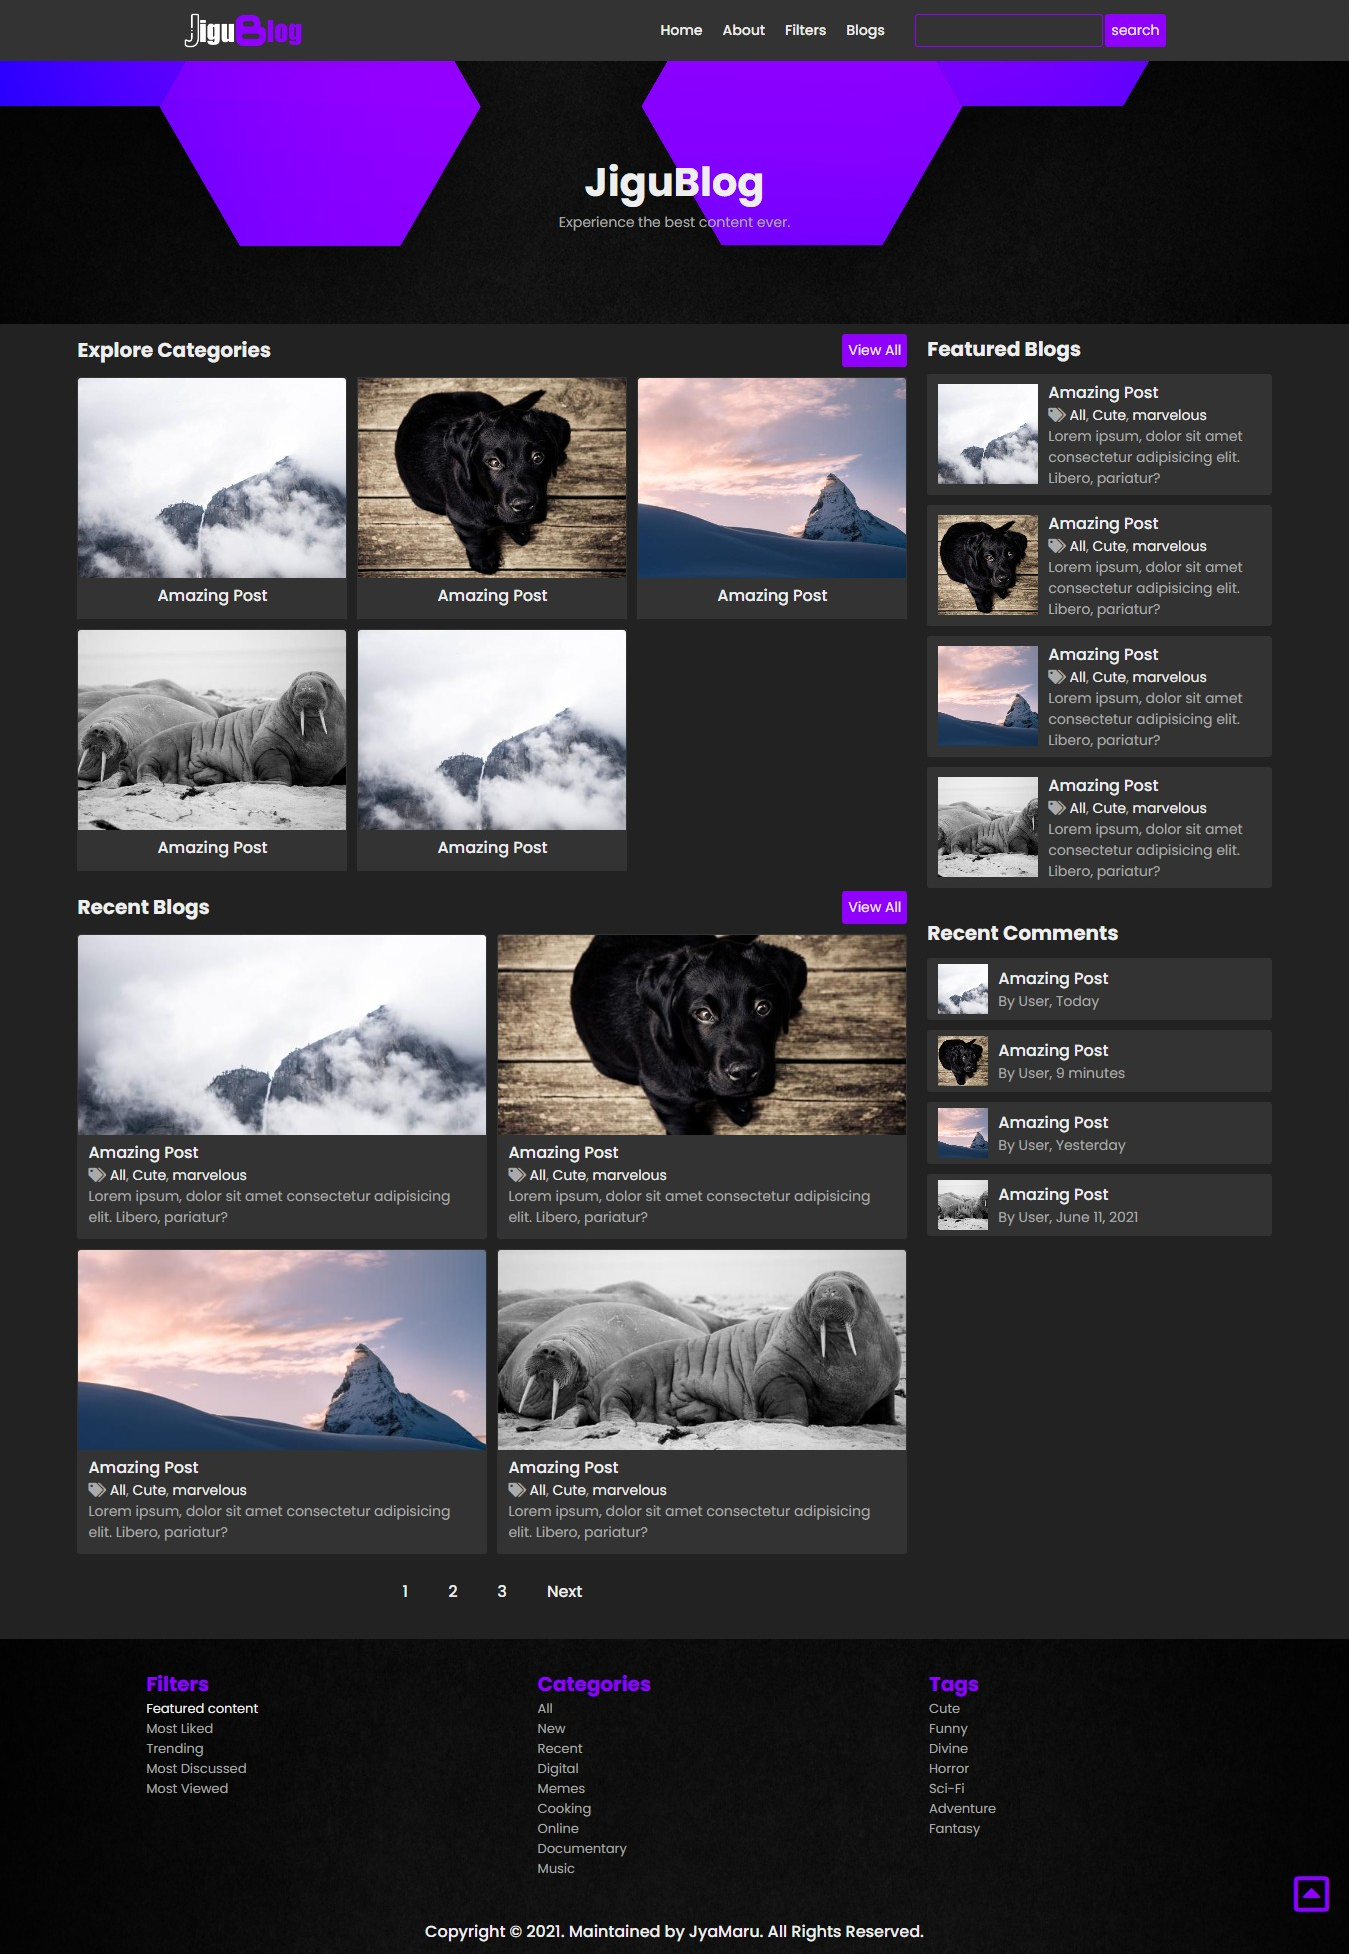 JiguBlog
Home About Filters Blogs search
JiguBlog
Experience the best content ever.
Explore Categories
View All
Amazing Post
Amazing Post
Amazing Post
Amazing Post
Amazing Post
Recent Blogs
View All
Amazing Post
All, Cute, marvelous
Lorem ipsum, dolor sit amet consectetur adipisicing
elit. Libero, pariatur?
Amazing Post
All, Cute, marvelous
Lorem ipsum, dolor sit amet consectetur adipisicing
elit. Libero, pariatur?
Amazing Post
All, Cute, marvelous
Lorem ipsum, dolor sit amet consectetur adipisicing
elit. Libero, pariatur?
Amazing Post
All, Cute, marvelous
Lorem ipsum, dolor sit amet consectetur adipisicing
elit. Libero, pariatur?
1 2 3 Next
Featured Blogs
Amazing Post
All, Cute, marvelous
Lorem ipsum, dolor sit amet
consectetur adipisicing elit.
Libero, pariatur?
Amazing Post
All, Cute, marvelous
Lorem ipsum, dolor sit amet
consectetur adipisicing elit.
Libero, pariatur?
Amazing Post
All, Cute, marvelous
Lorem ipsum, dolor sit amet
consectetur adipisicing elit.
Libero, pariatur?
Amazing Post
All, Cute, marvelous
Lorem ipsum, dolor sit amet
consectetur adipisicing elit.
Libero, pariatur?
Recent Comments
Amazing Post
By User, Today
Amazing Post
By User, 9 minutes
Amazing Post
By User, Yesterday
Amazing Post
By User, June 11, 2021
Filters
Featured content
Most Liked
Trending
Most Discussed
Most Viewed
Categories
All
New
Recent
Digital
Memes
Cooking
Online
Documentary
Music
Tags
Cute
Funny
Divine
Horror
Sci-Fi
Adventure
Fantasy
Copyright © 2021. Maintained by JyaMaru. All Rights Reserved.